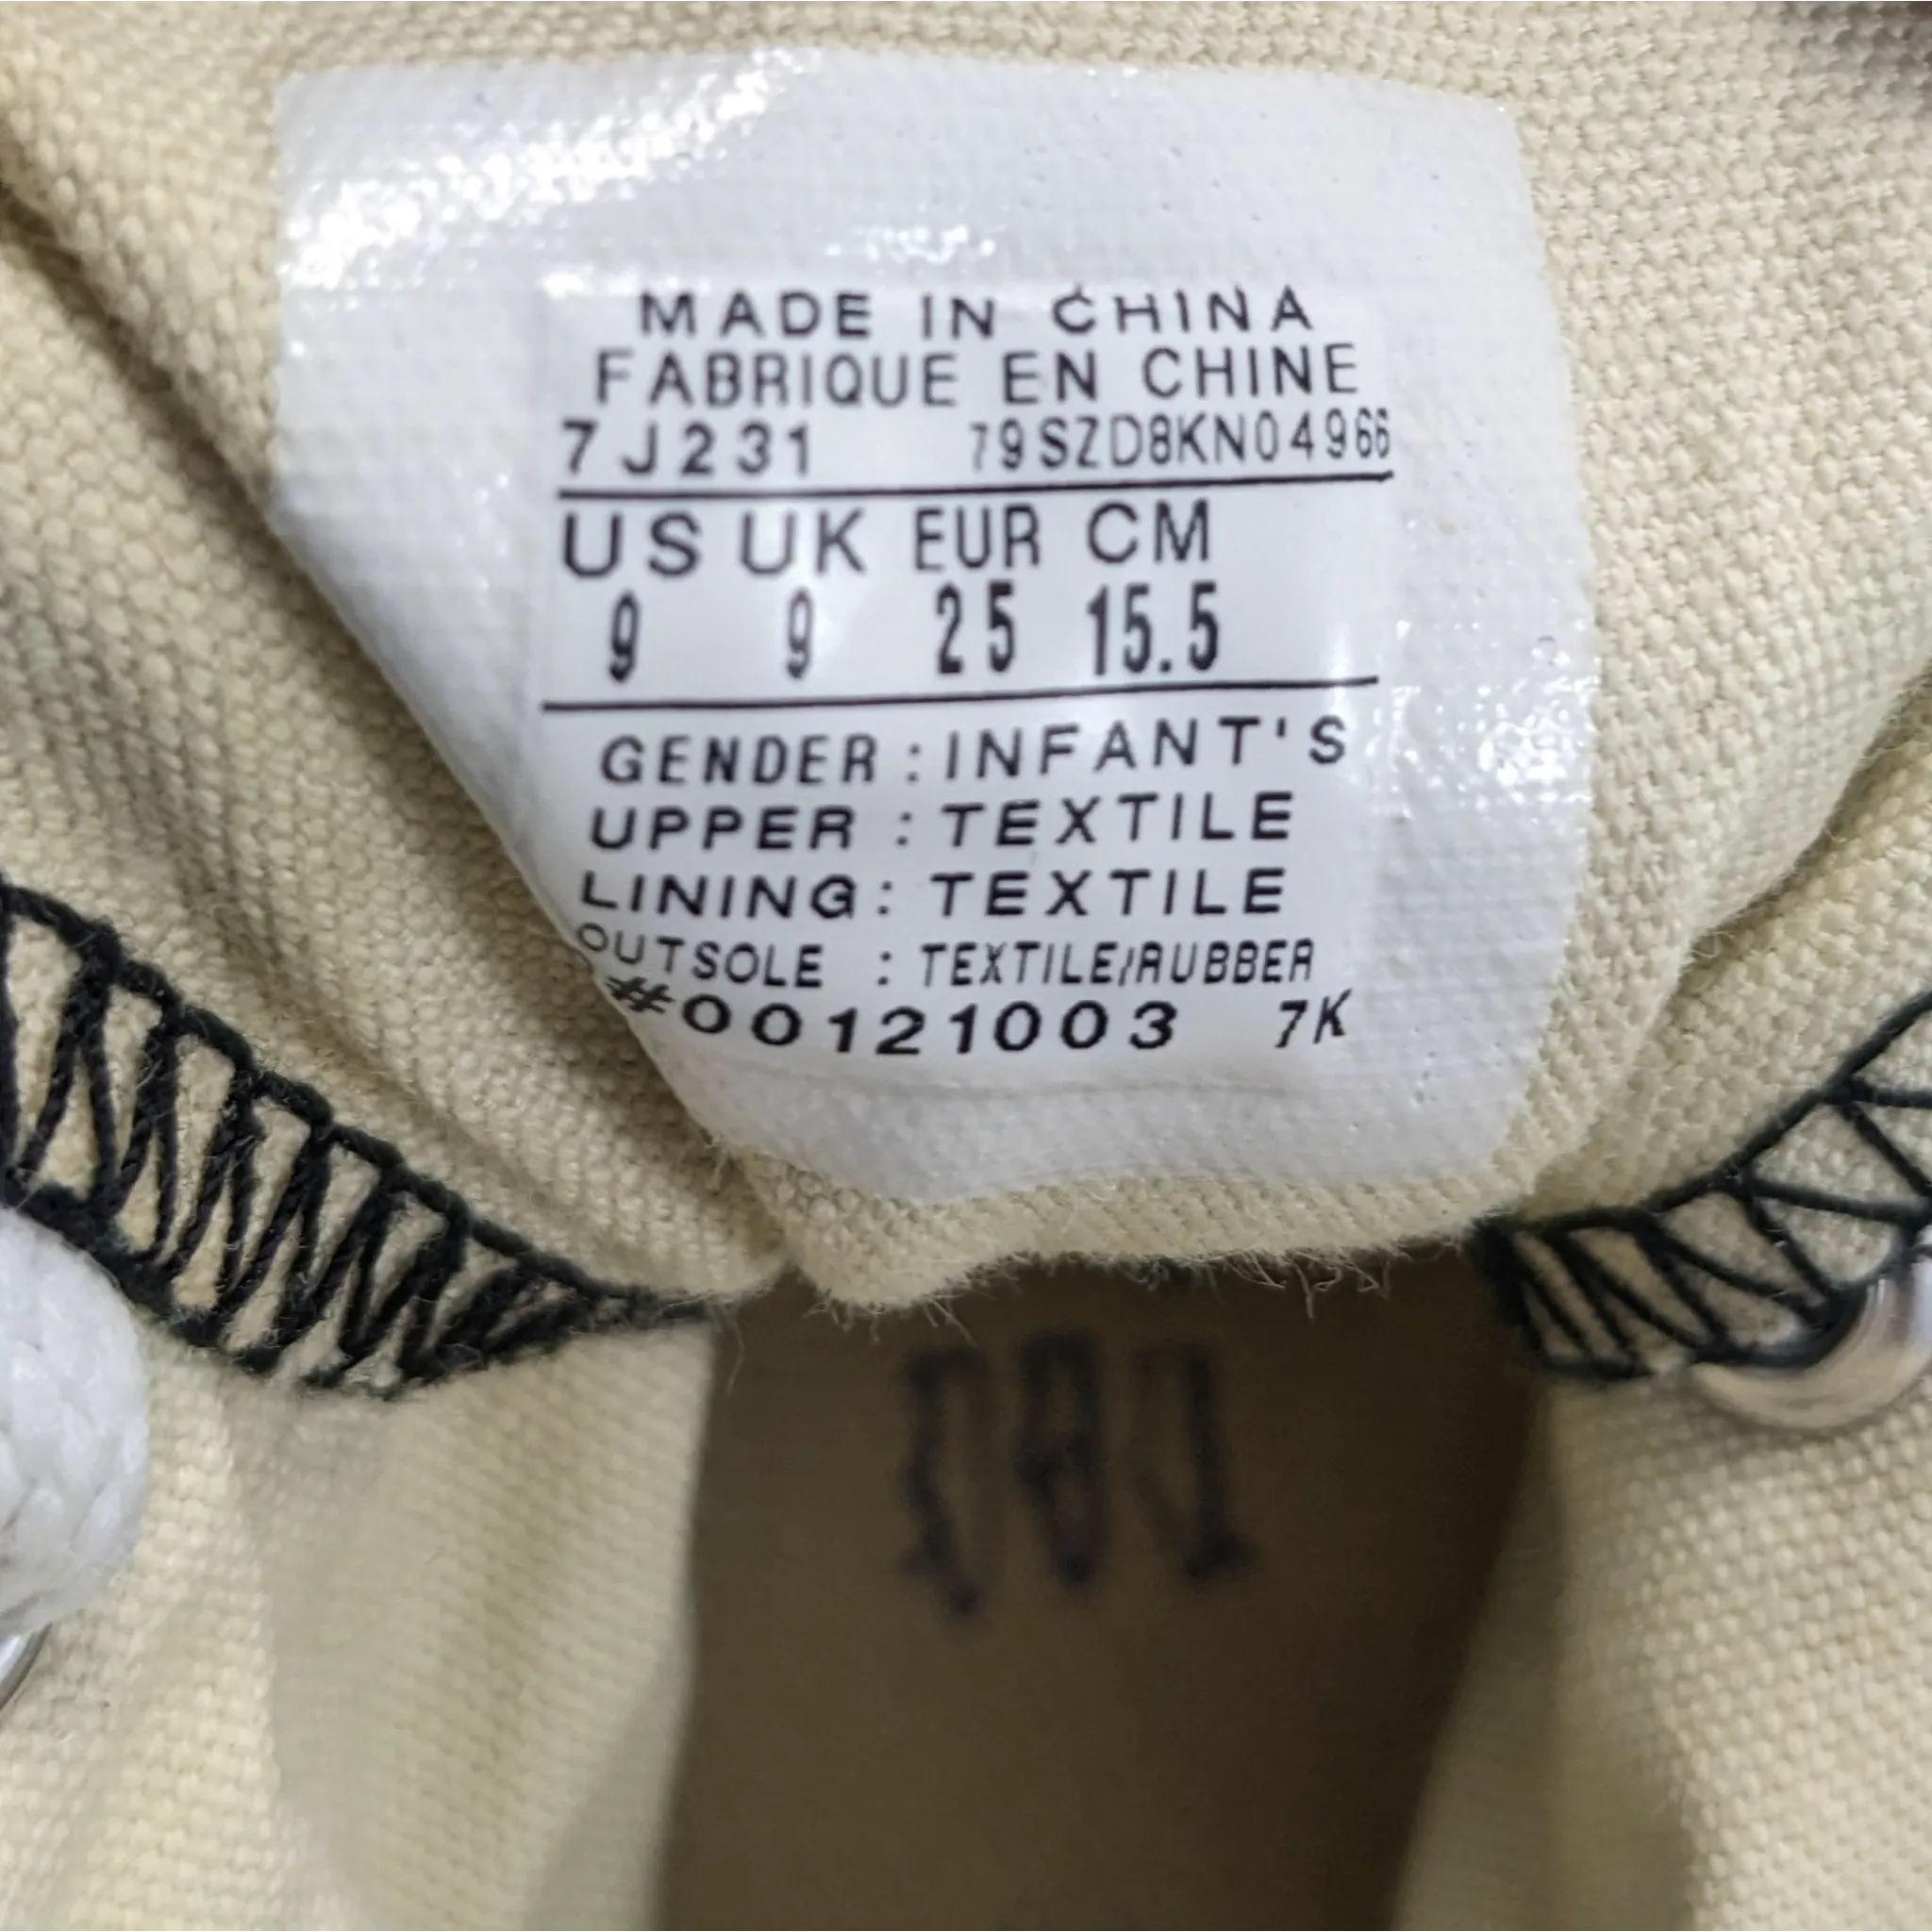 MADE IN CHINA
FABRIQUE EN CHINE
7J231 79SZD8KN04966
US UK EUR CM
9 9 25 15.5
GENDER : INFANT'S
UPPER : TEXTILE
LINING : TEXTILE
OUTSOLE : TEXTILE/RUBBER
#00121003 7K